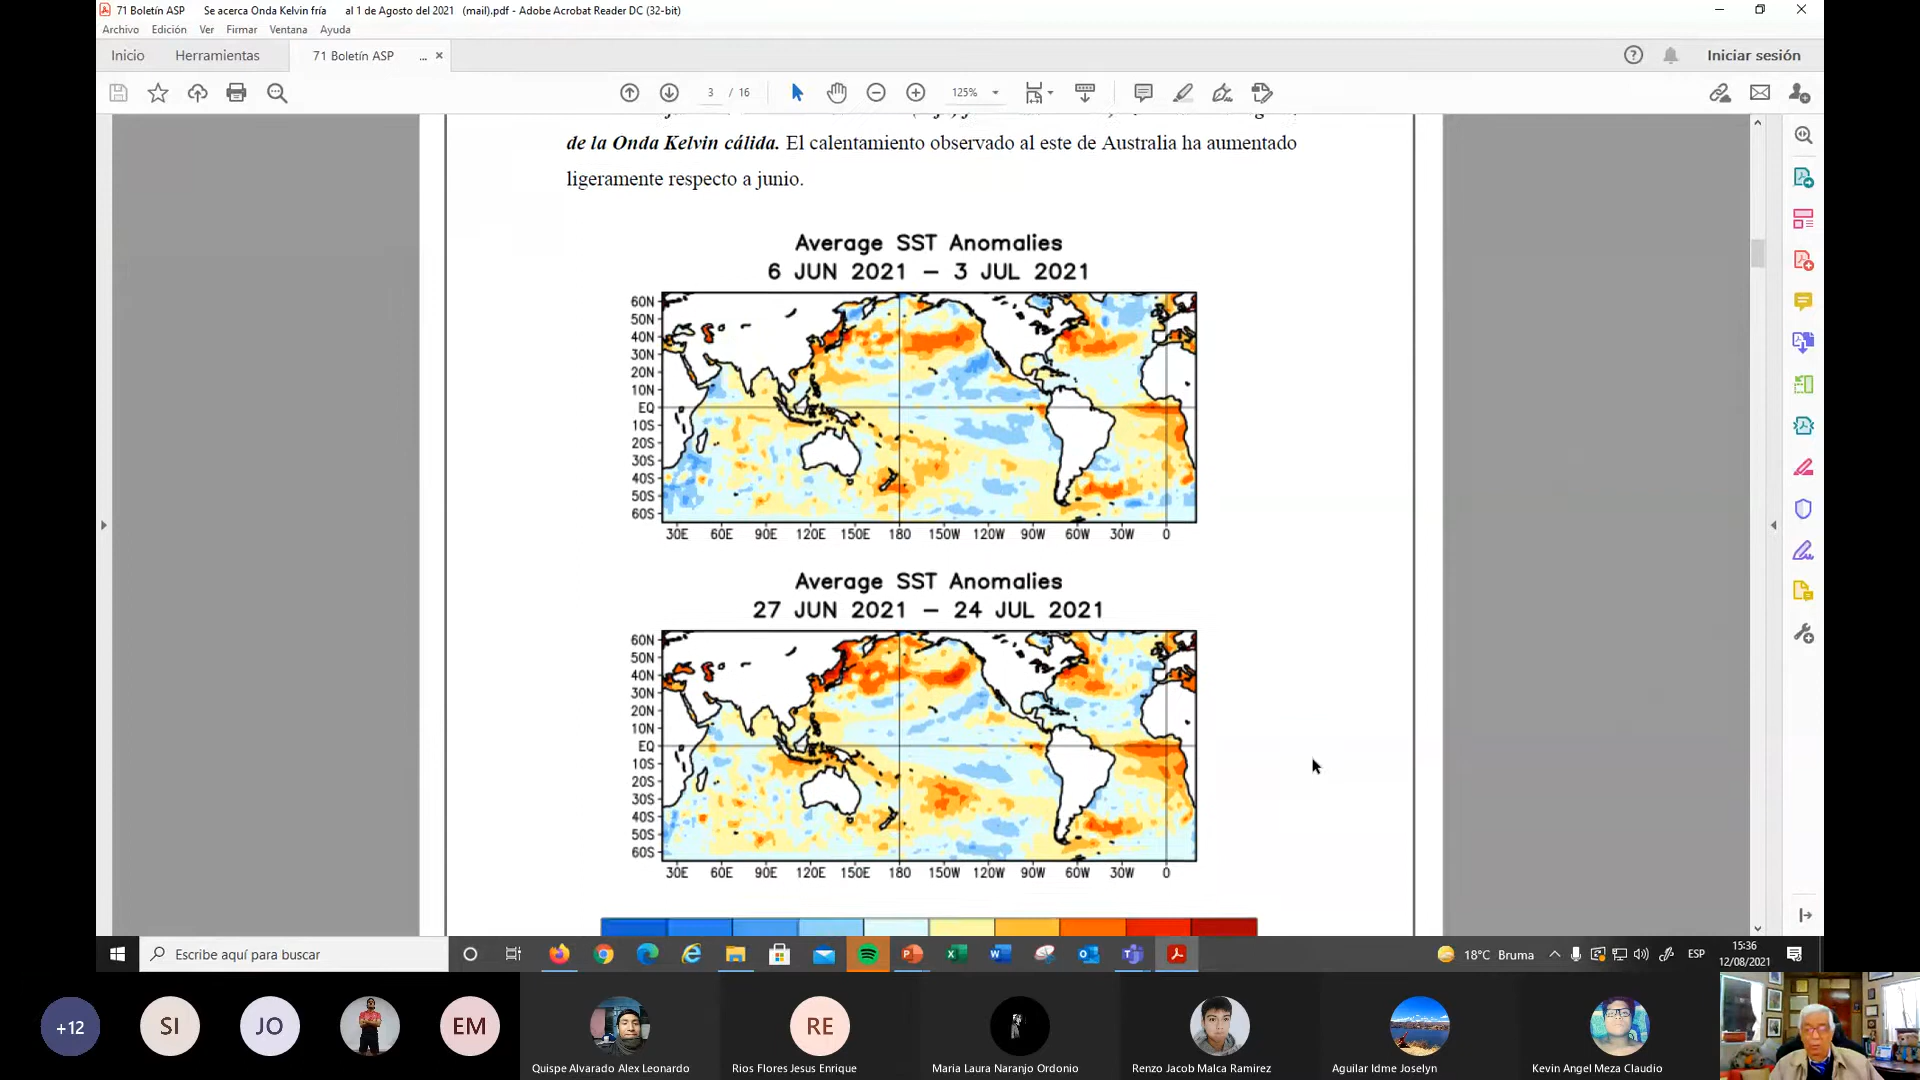 71 Boletín ASP Se acerca Onda Kelvin fría al 1 de Agosto del 2021 (mail).pdf - Adobe Acrobat Reader DC (32-bit)
Archivo Edición Ver Firmar Ventana Ayuda
Inicio Herramientas 71 Boletín ASP ... × Iniciar sesión
3 / 16 125%
de la Onda Kelvin cálida. El calentamiento observado al este de Australia ha aumentado
ligeramente respecto a junio.
Average SST Anomalies
6 JUN 2021 – 3 JUL 2021
60N
50N
40N
30N
20N
10N
EQ
10S
20S
30S
40S
50S
60S
30E 60E 90E 120E 150E 180 150W 120W 90W 60W 30W 0
Average SST Anomalies
27 JUN 2021 – 24 JUL 2021
60N
50N
40N
30N
20N
10N
EQ
10S
20S
30S
40S
50S
60S
30E 60E 90E 120E 150E 180 150W 120W 90W 60W 30W 0
Escribe aquí para buscar
18°C Bruma
ESP
15:36
12/08/2021
+12 SI JO EM RE
Quispe Alvarado Alex Leonardo
Rios Flores Jesus Enrique
Maria Laura Naranjo Ordonio
Renzo Jacob Malca Ramirez
Aguilar Idme Joselyn
Kevin Angel Meza Claudio